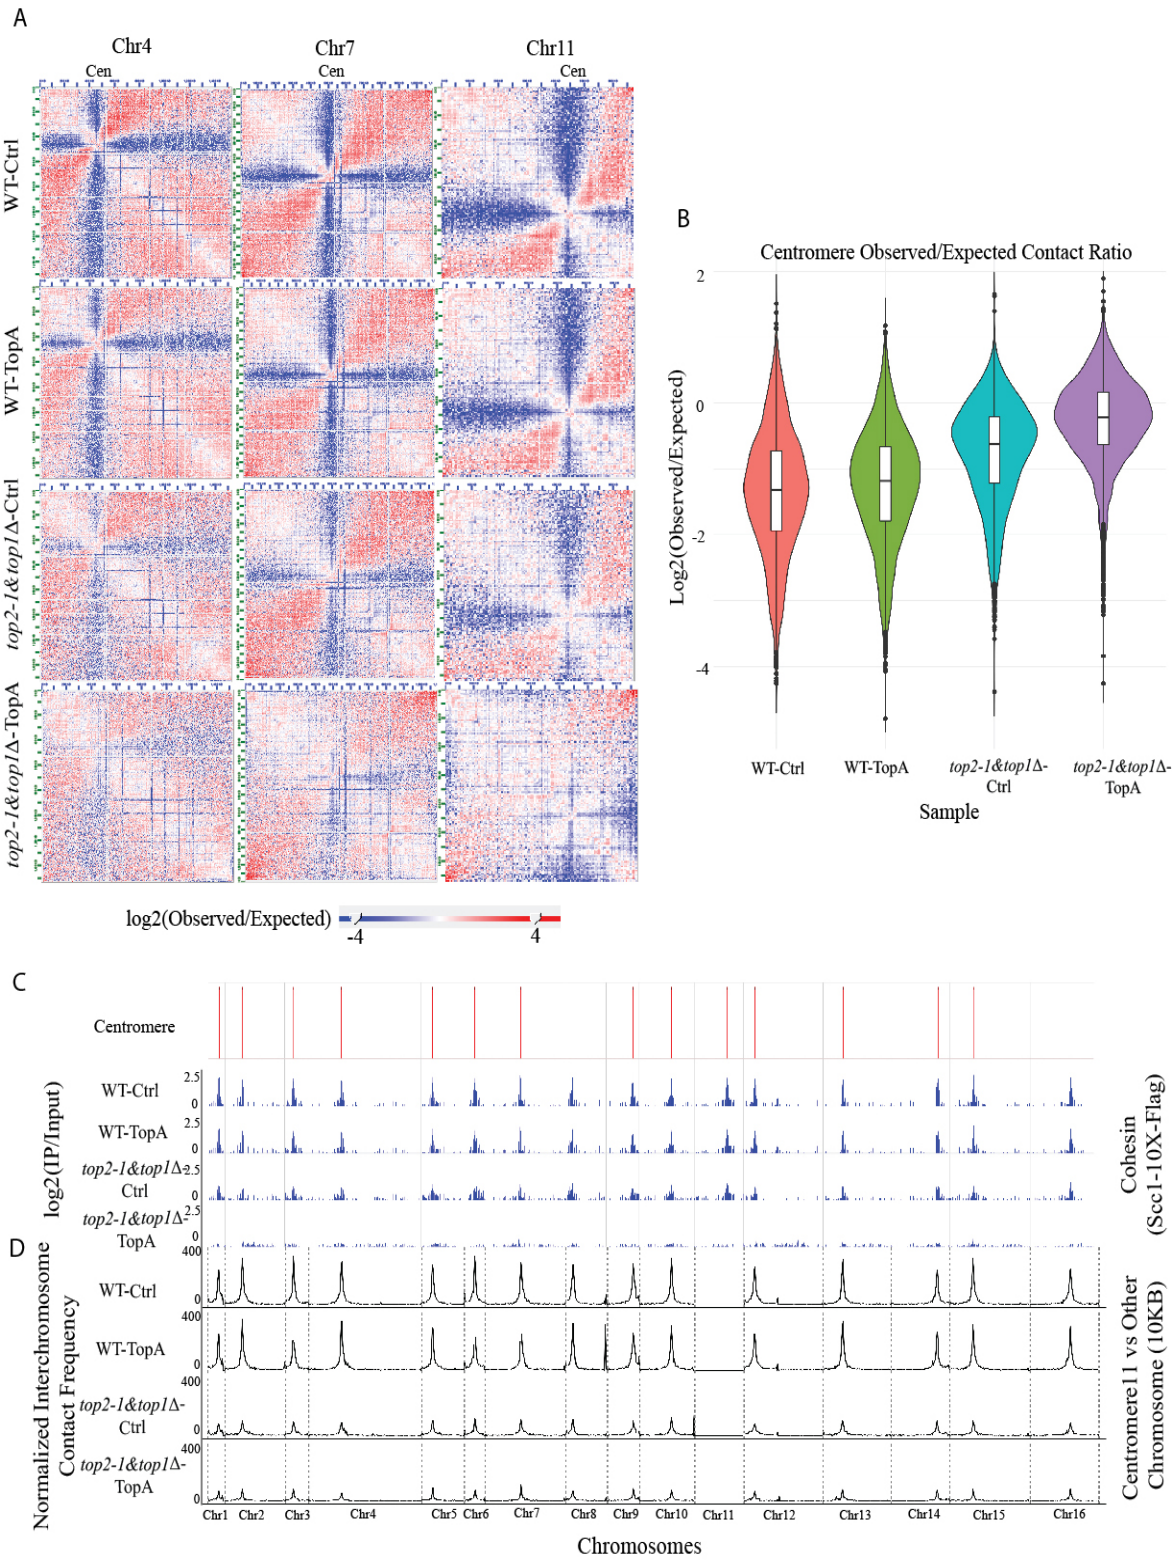 A
Chr4
Chr7
Chr11
Cen
Cen
Cen
WT-Ctrl
WT-TopA
top2-1&top1Δ-Ctrl
top2-1&top1Δ-TopA
log2(Observed/Expected)
-4
4
B
Centromere Observed/Expected Contact Ratio
Log2(Observed/Expected)
2
0
-2
-4
WT-Ctrl
WT-TopA
top2-1&top1Δ-
Ctrl
top2-1&top1Δ-
TopA
Sample
C
Centromere
log2(IP/Input)
WT-Ctrl
2.5
0
WT-TopA
2.5
0
top2-1&top1Δ-
Ctrl
2.5
0
top2-1&top1Δ-
TopA
2.5
0
Cohesin
(Scc1-10X-Flag)
D
Normalized Interchromosome
Contact Frequency
WT-Ctrl
400
0
WT-TopA
400
0
top2-1&top1Δ-
Ctrl
400
0
top2-1&top1Δ-
TopA
400
0
Centromere11 vs Other
Chromosome (10KB)
Chr1 Chr2 Chr3 Chr4 Chr5 Chr6 Chr7 Chr8 Chr9 Chr10 Chr11 Chr12 Chr13 Chr14 Chr15 Chr16
Chromosomes